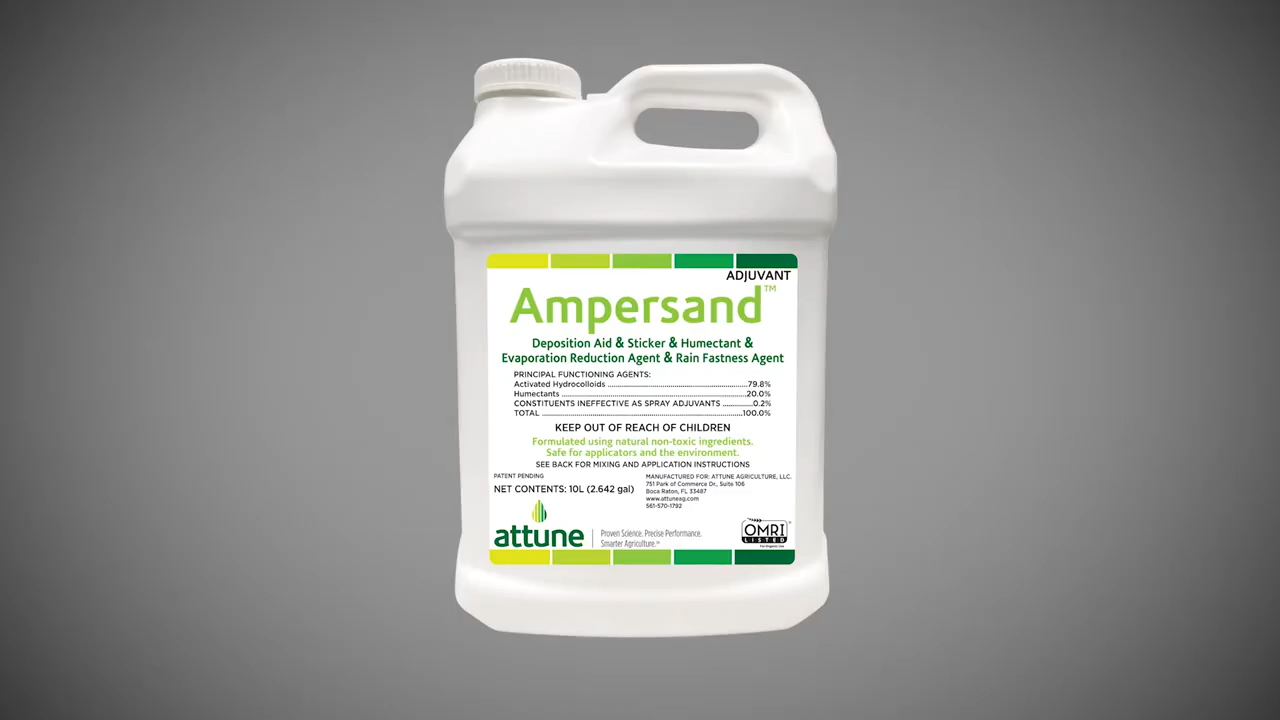 ADJUVANT
Ampersand™
Deposition Aid & Sticker & Humectant &
Evaporation Reduction Agent & Rain Fastness Agent
PRINCIPAL FUNCTIONING AGENTS:
Activated Hydrocolloids ........ 79.8%
Humectants ........ 20.0%
CONSTITUENTS INEFFECTIVE AS SPRAY ADJUVANTS ........ 0.2%
TOTAL ........ 100.0%
KEEP OUT OF REACH OF CHILDREN
Formulated using natural non-toxic ingredients.
Safe for applicators and the environment.
SEE BACK FOR MIXING AND APPLICATION INSTRUCTIONS
PATENT PENDING
NET CONTENTS: 10L (2.642 gal)
MANUFACTURED FOR: ATTUNE AGRICULTURE, LLC.
751 Park of Commerce Dr., Suite 106
Boca Raton, FL 33487
www.attuneag.com
561-570-1792
attune
Proven Science. Precise Performance.
Smarter Agriculture.℠
OMRI®
LISTED
For Organic Use